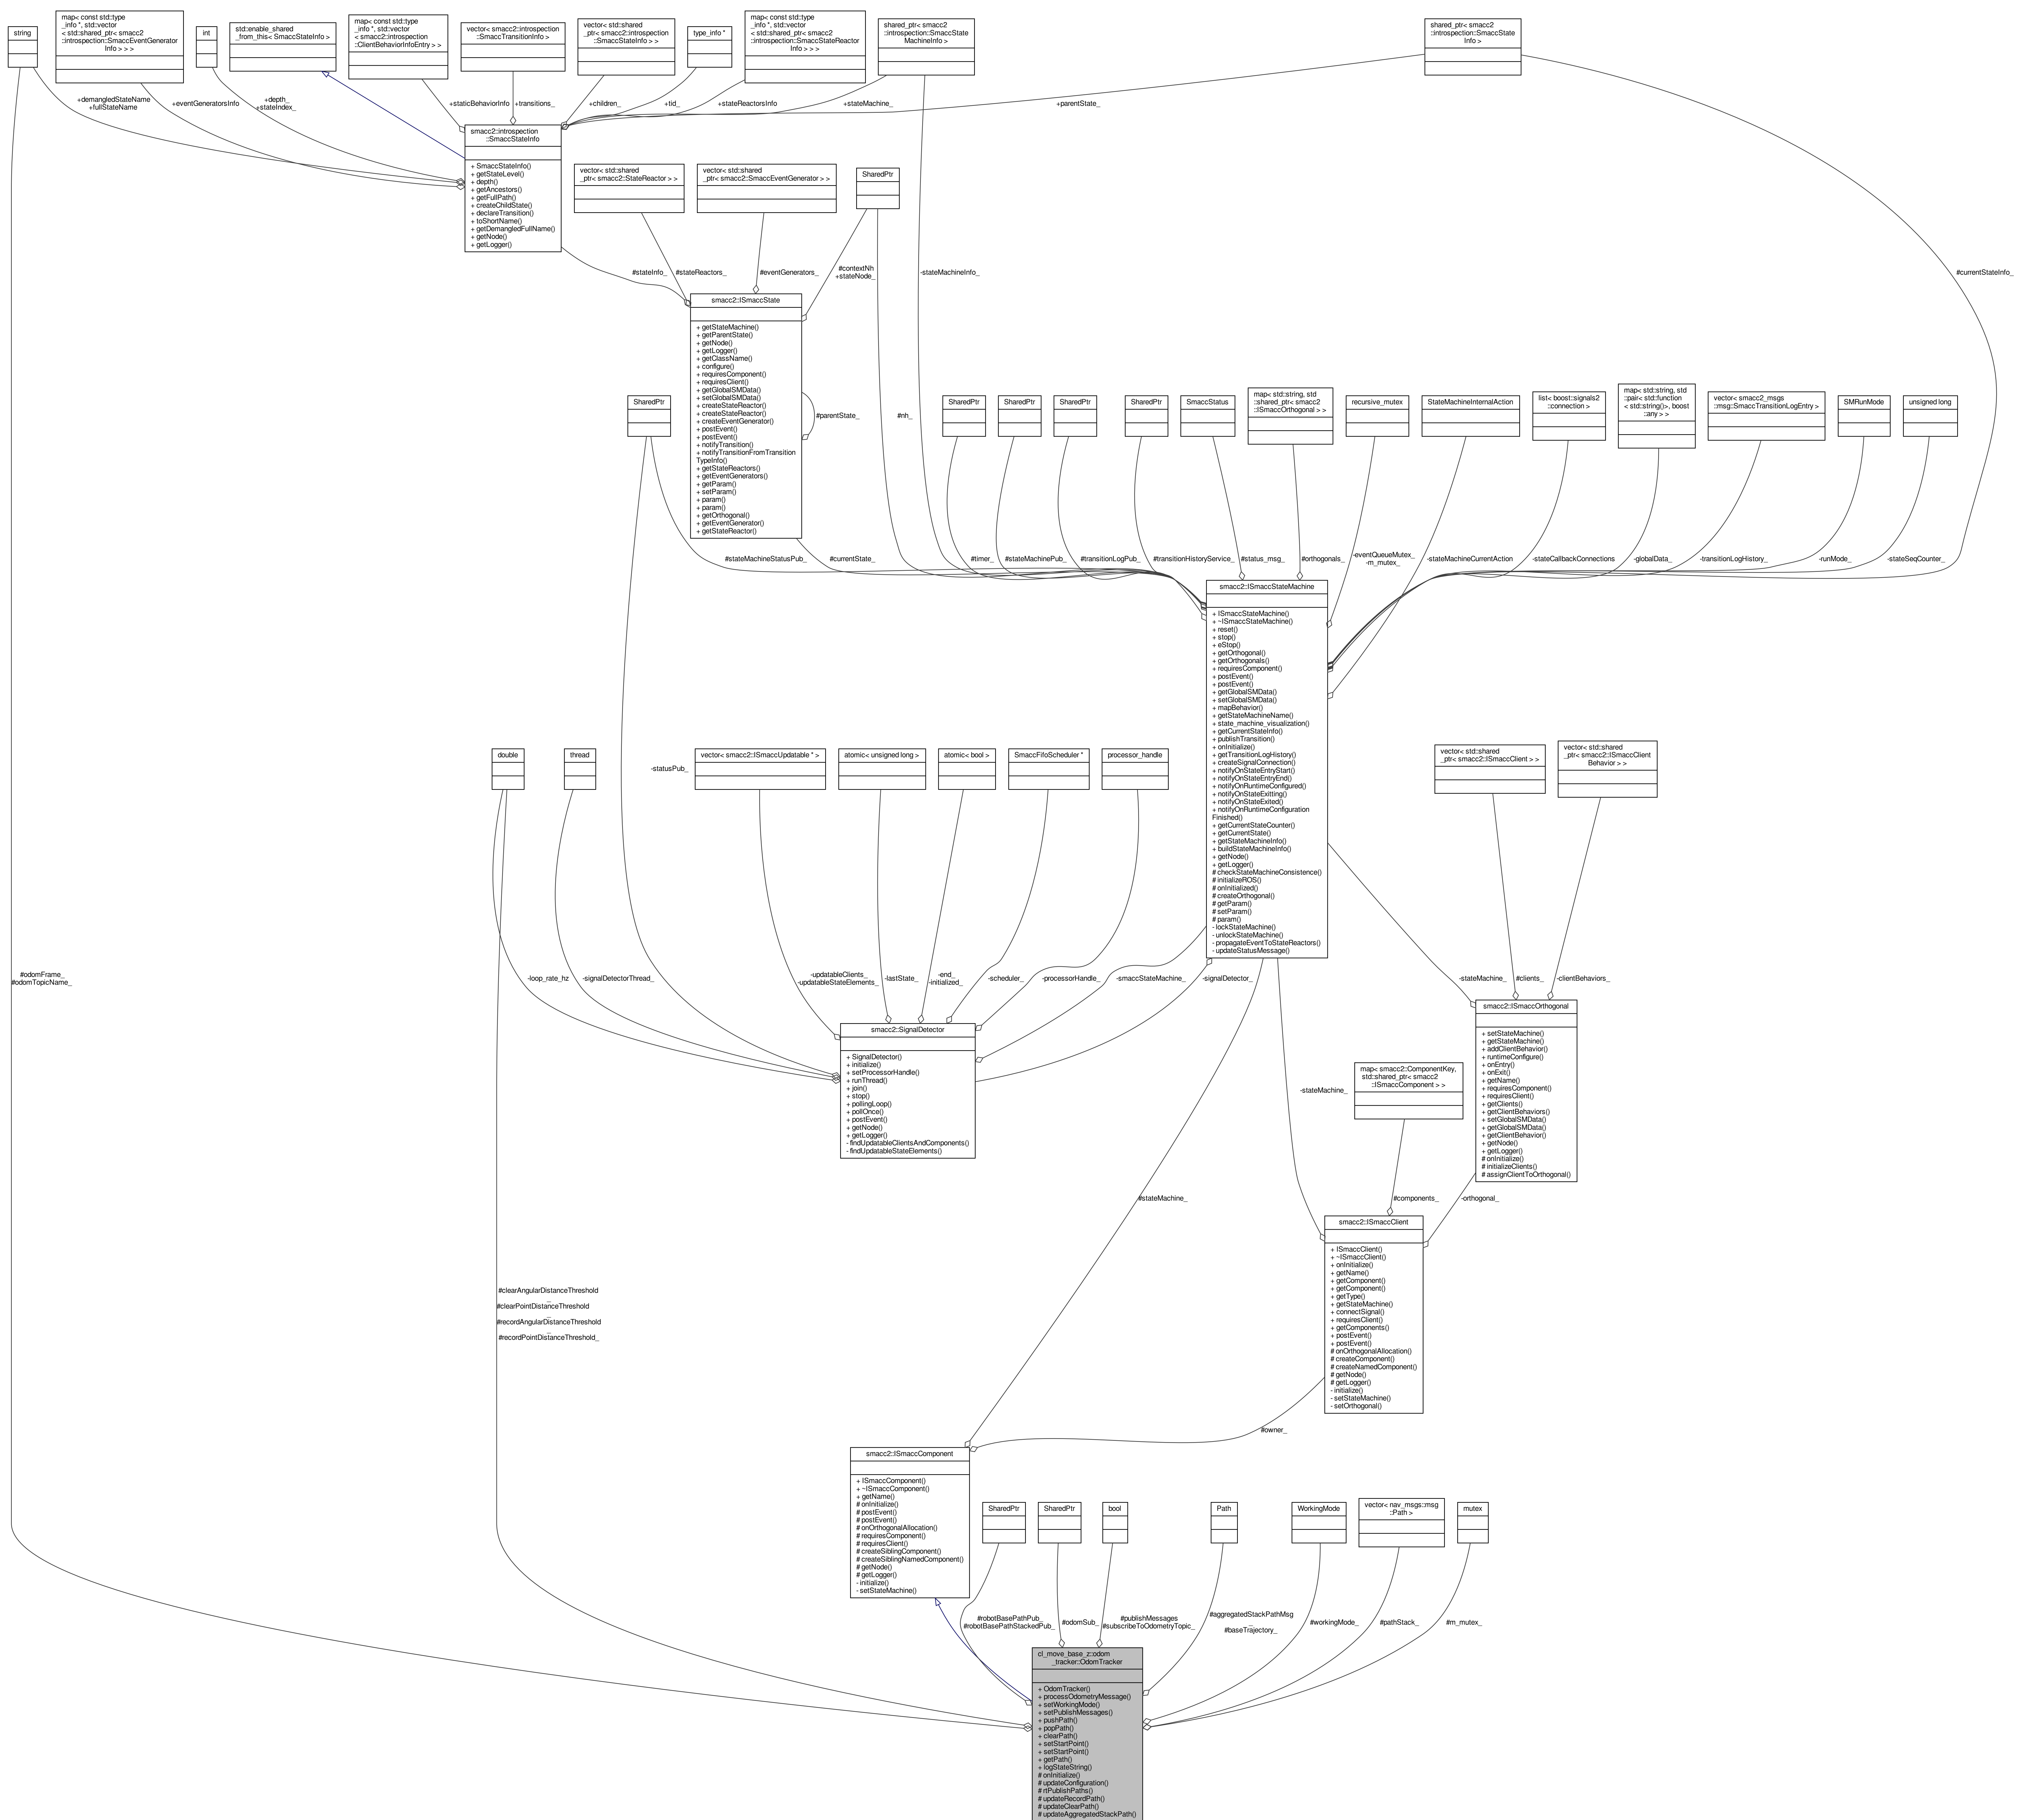 string
map< const std::type
_info *, std::vector
< std::shared_ptr< smacc2
::introspection::SmaccEventGenerator
Info > > >
int
std::enable_shared
_from_this< SmaccStateInfo >
map< const std::type
_info *, std::vector
< smacc2::introspection
::ClientBehaviorInfoEntry > >
vector< smacc2::introspection
::SmaccTransitionInfo >
vector< std::shared
_ptr< smacc2::introspection
::SmaccStateInfo > >
type_info *
map< const std::type
_info *, std::vector
< std::shared_ptr< smacc2
::introspection::SmaccStateReactor
Info > > >
shared_ptr< smacc2
::introspection::SmaccState
MachineInfo >
shared_ptr< smacc2
::introspection::SmaccState
Info >
+demangledStateName
+fullStateName
+eventGeneratorsInfo
+depth_
+stateIndex_
+staticBehaviorInfo
+transitions_
+children_
+tid_
+stateReactorsInfo
+stateMachine_
+parentState_
smacc2::introspection
::SmaccStateInfo
+ SmaccStateInfo()
+ getStateLevel()
+ depth()
+ getAncestors()
+ getFullPath()
+ createChildState()
+ declareTransition()
+ toShortName()
+ getDemangledFullName()
+ getNode()
+ getLogger()
vector< std::shared
_ptr< smacc2::StateReactor > >
vector< std::shared
_ptr< smacc2::SmaccEventGenerator > >
SharedPtr
#stateInfo_
#stateReactors_
#eventGenerators_
#contextNh
+stateNode_
-stateMachineInfo_
#currentStateInfo_
smacc2::ISmaccState
+ getStateMachine()
+ getParentState()
+ getNode()
+ getLogger()
+ getClassName()
+ configure()
+ requiresComponent()
+ requiresClient()
+ getGlobalSMData()
+ setGlobalSMData()
+ createStateReactor()
+ createStateReactor()
+ createEventGenerator()
+ postEvent()
+ postEvent()
+ notifyTransition()
+ notifyTransitionFromTransition
TypeInfo()
+ getStateReactors()
+ getEventGenerators()
+ getParam()
+ setParam()
+ param()
+ param()
+ getOrthogonal()
+ getEventGenerator()
+ getStateReactor()
#parentState_
#nh_
SharedPtr
SharedPtr
SharedPtr
SharedPtr
SharedPtr
SmaccStatus
map< std::string, std
::shared_ptr< smacc2
::ISmaccOrthogonal > >
recursive_mutex
StateMachineInternalAction
list< boost::signals2
::connection >
map< std::string, std
::pair< std::function
< std::string()>, boost
::any > >
vector< smacc2_msgs
::msg::SmaccTransitionLogEntry >
SMRunMode
unsigned long
#stateMachineStatusPub_
#currentState_
#timer_
#stateMachinePub_
#transitionLogPub_
#transitionHistoryService_
#status_msg_
#orthogonals_
-eventQueueMutex_
-m_mutex_
-stateMachineCurrentAction
-stateCallbackConnections
-globalData_
-transitionLogHistory_
-runMode_
-stateSeqCounter_
smacc2::ISmaccStateMachine
+ ISmaccStateMachine()
+ ~ISmaccStateMachine()
+ reset()
+ stop()
+ eStop()
+ getOrthogonal()
+ getOrthogonals()
+ requiresComponent()
+ postEvent()
+ postEvent()
+ getGlobalSMData()
+ setGlobalSMData()
+ mapBehavior()
+ getStateMachineName()
+ state_machine_visualization()
+ getCurrentStateInfo()
+ publishTransition()
+ onInitialize()
+ getTransitionLogHistory()
+ createSignalConnection()
+ notifyOnStateEntryStart()
+ notifyOnStateEntryEnd()
+ notifyOnRuntimeConfigured()
+ notifyOnStateExitting()
+ notifyOnStateExited()
+ notifyOnRuntimeConfiguration
Finished()
+ getCurrentStateCounter()
+ getCurrentState()
+ getStateMachineInfo()
+ buildStateMachineInfo()
+ getNode()
+ getLogger()
# checkStateMachineConsistence()
# initializeROS()
# onInitialized()
# createOrthogonal()
# getParam()
# setParam()
# param()
- lockStateMachine()
- unlockStateMachine()
- propagateEventToStateReactors()
- updateStatusMessage()
double
thread
-statusPub_
vector< smacc2::ISmaccUpdatable * >
atomic< unsigned long >
atomic< bool >
SmaccFifoScheduler *
processor_handle
vector< std::shared
_ptr< smacc2::ISmaccClient > >
vector< std::shared
_ptr< smacc2::ISmaccClient
Behavior > >
#odomFrame_
#odomTopicName_
-loop_rate_hz
-signalDetectorThread_
-updatableClients_
-updatableStateElements_
-lastState_
-end_
-initialized_
-scheduler_
-processorHandle_
-smaccStateMachine_
-signalDetector_
-stateMachine_
#clients_
-clientBehaviors_
smacc2::SignalDetector
+ SignalDetector()
+ initialize()
+ setProcessorHandle()
+ runThread()
+ join()
+ stop()
+ pollingLoop()
+ pollOnce()
+ postEvent()
+ getNode()
+ getLogger()
- findUpdatableClientsAndComponents()
- findUpdatableStateElements()
smacc2::ISmaccOrthogonal
+ setStateMachine()
+ getStateMachine()
+ addClientBehavior()
+ runtimeConfigure()
+ onEntry()
+ onExit()
+ getName()
+ requiresComponent()
+ requiresClient()
+ getClients()
+ getClientBehaviors()
+ setGlobalSMData()
+ getGlobalSMData()
+ getClientBehavior()
+ getNode()
+ getLogger()
# onInitialize()
# initializeClients()
# assignClientToOrthogonal()
-stateMachine_
map< smacc2::ComponentKey,
std::shared_ptr< smacc2
::ISmaccComponent > >
#stateMachine_
#components_
-orthogonal_
smacc2::ISmaccClient
+ ISmaccClient()
+ ~ISmaccClient()
+ onInitialize()
+ getName()
+ getComponent()
+ getComponent()
+ getType()
+ getStateMachine()
+ connectSignal()
+ requiresClient()
+ getComponents()
+ postEvent()
+ postEvent()
# onOrthogonalAllocation()
# createComponent()
# createNamedComponent()
# getNode()
# getLogger()
- initialize()
- setStateMachine()
- setOrthogonal()
#clearAngularDistanceThreshold
_
#clearPointDistanceThreshold
_
#recordAngularDistanceThreshold
_
#recordPointDistanceThreshold_
#owner_
smacc2::ISmaccComponent
+ ISmaccComponent()
+ ~ISmaccComponent()
+ getName()
# onInitialize()
# postEvent()
# postEvent()
# onOrthogonalAllocation()
# requiresComponent()
# requiresClient()
# createSiblingComponent()
# createSiblingNamedComponent()
# getNode()
# getLogger()
- initialize()
- setStateMachine()
SharedPtr
SharedPtr
bool
Path
WorkingMode
vector< nav_msgs::msg
::Path >
mutex
#robotBasePathPub_
#robotBasePathStackedPub_
#odomSub_
#publishMessages
#subscribeToOdometryTopic_
#aggregatedStackPathMsg
_
#baseTrajectory_
#workingMode_
#pathStack_
#m_mutex_
cl_move_base_z::odom
_tracker::OdomTracker
+ OdomTracker()
+ processOdometryMessage()
+ setWorkingMode()
+ setPublishMessages()
+ pushPath()
+ popPath()
+ clearPath()
+ setStartPoint()
+ setStartPoint()
+ getPath()
+ logStateString()
# onInitialize()
# updateConfiguration()
# rtPublishPaths()
# updateRecordPath()
# updateClearPath()
# updateAggregatedStackPath()